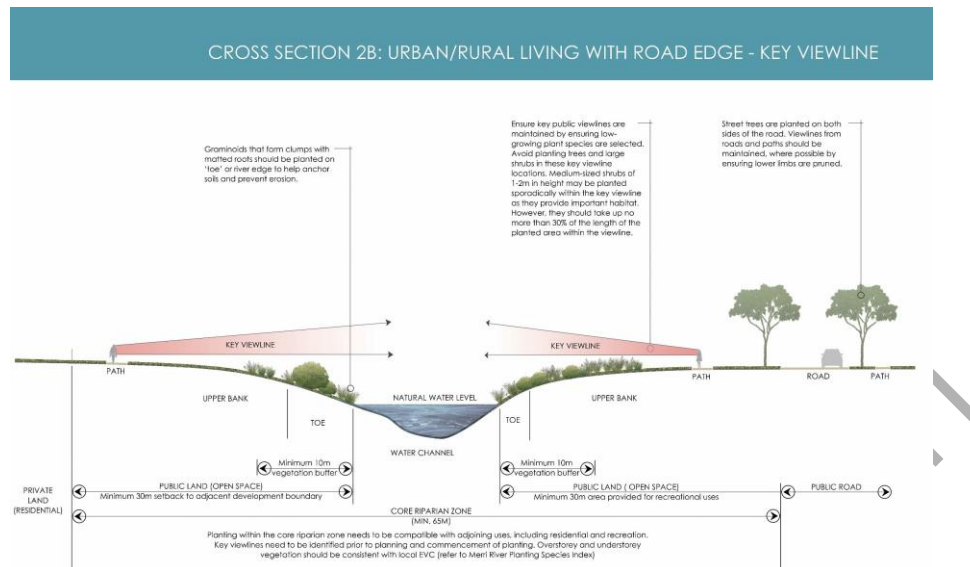 CROSS SECTION 2B: URBAN/RURAL LIVING WITH ROAD EDGE - KEY VIEWLINE
Graminoids that form clumps with
matted roots should be planted on
'toe' or river edge to help anchor
soils and prevent erosion.
Ensure key public viewlines are
maintained by ensuring low-
growing plant species are selected.
Avoid planting trees and large
shrubs in these key viewline
locations. Medium-sized shrubs of
1-2m in height may be planted
sporadically within the key viewline
as they provide important habitat.
However, they should take up no
more than 30% of the length of the
planted area within the viewline.
Street trees are planted on both
sides of the road. Viewlines from
roads and paths should be
maintained, where possible by
ensuring lower limbs are pruned.
KEY VIEWLINE
KEY VIEWLINE
PATH
PATH
ROAD
PATH
UPPER BANK
NATURAL WATER LEVEL
UPPER BANK
TOE
TOE
WATER CHANNEL
Minimum 10m
vegetation buffer
Minimum 10m
vegetation buffer
PRIVATE
LAND
(RESIDENTIAL)
PUBLIC LAND (OPEN SPACE)
Minimum 30m setback to adjacent development boundary
PUBLIC LAND ( OPEN SPACE)
Minimum 30m area provided for recreational uses
PUBLIC ROAD
CORE RIPARIAN ZONE
(MIN. 65M)
Planting within the core riparian zone needs to be compatible with adjoining uses, including residential and recreation.
Key viewlines need to be identified prior to planning and commencement of planting. Overstorey and understorey
vegetation should be consistent with local EVC (refer to Merri River Planting Species Index)